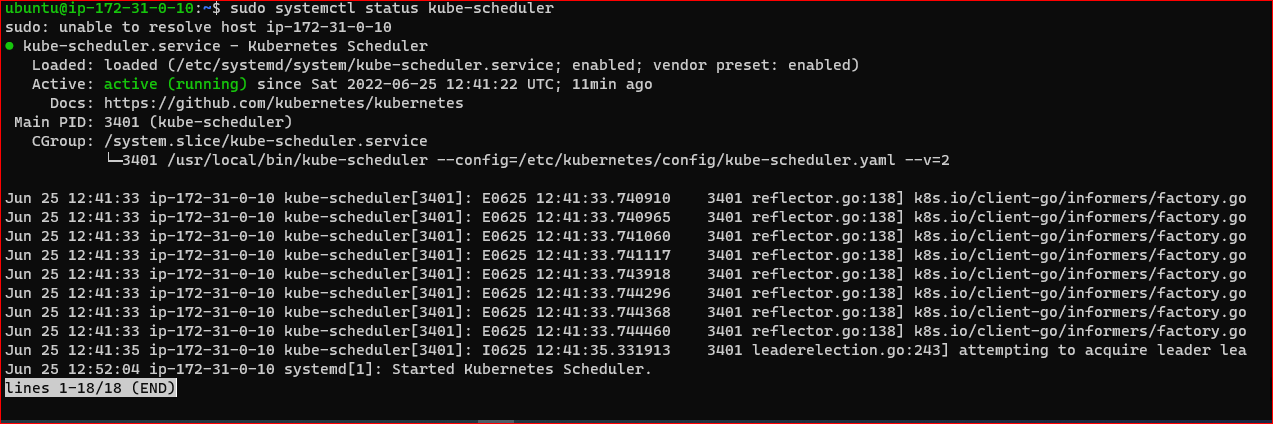 ubuntu@ip-172-31-0-10:~$ sudo systemctl status kube-scheduler
sudo: unable to resolve host ip-172-31-0-10
● kube-scheduler.service - Kubernetes Scheduler
   Loaded: loaded (/etc/systemd/system/kube-scheduler.service; enabled; vendor preset: enabled)
   Active: active (running) since Sat 2022-06-25 12:41:22 UTC; 11min ago
     Docs: https://github.com/kubernetes/kubernetes
 Main PID: 3401 (kube-scheduler)
   CGroup: /system.slice/kube-scheduler.service
           └─3401 /usr/local/bin/kube-scheduler --config=/etc/kubernetes/config/kube-scheduler.yaml --v=2
Jun 25 12:41:33 ip-172-31-0-10 kube-scheduler[3401]: E0625 12:41:33.740910    3401 reflector.go:138] k8s.io/client-go/informers/factory.go
Jun 25 12:41:33 ip-172-31-0-10 kube-scheduler[3401]: E0625 12:41:33.740965    3401 reflector.go:138] k8s.io/client-go/informers/factory.go
Jun 25 12:41:33 ip-172-31-0-10 kube-scheduler[3401]: E0625 12:41:33.741060    3401 reflector.go:138] k8s.io/client-go/informers/factory.go
Jun 25 12:41:33 ip-172-31-0-10 kube-scheduler[3401]: E0625 12:41:33.741117    3401 reflector.go:138] k8s.io/client-go/informers/factory.go
Jun 25 12:41:33 ip-172-31-0-10 kube-scheduler[3401]: E0625 12:41:33.743918    3401 reflector.go:138] k8s.io/client-go/informers/factory.go
Jun 25 12:41:33 ip-172-31-0-10 kube-scheduler[3401]: E0625 12:41:33.744296    3401 reflector.go:138] k8s.io/client-go/informers/factory.go
Jun 25 12:41:33 ip-172-31-0-10 kube-scheduler[3401]: E0625 12:41:33.744368    3401 reflector.go:138] k8s.io/client-go/informers/factory.go
Jun 25 12:41:33 ip-172-31-0-10 kube-scheduler[3401]: E0625 12:41:33.744460    3401 reflector.go:138] k8s.io/client-go/informers/factory.go
Jun 25 12:41:35 ip-172-31-0-10 kube-scheduler[3401]: I0625 12:41:35.331913    3401 leaderelection.go:243] attempting to acquire leader lea
Jun 25 12:52:04 ip-172-31-0-10 systemd[1]: Started Kubernetes Scheduler.
lines 1-18/18 (END)